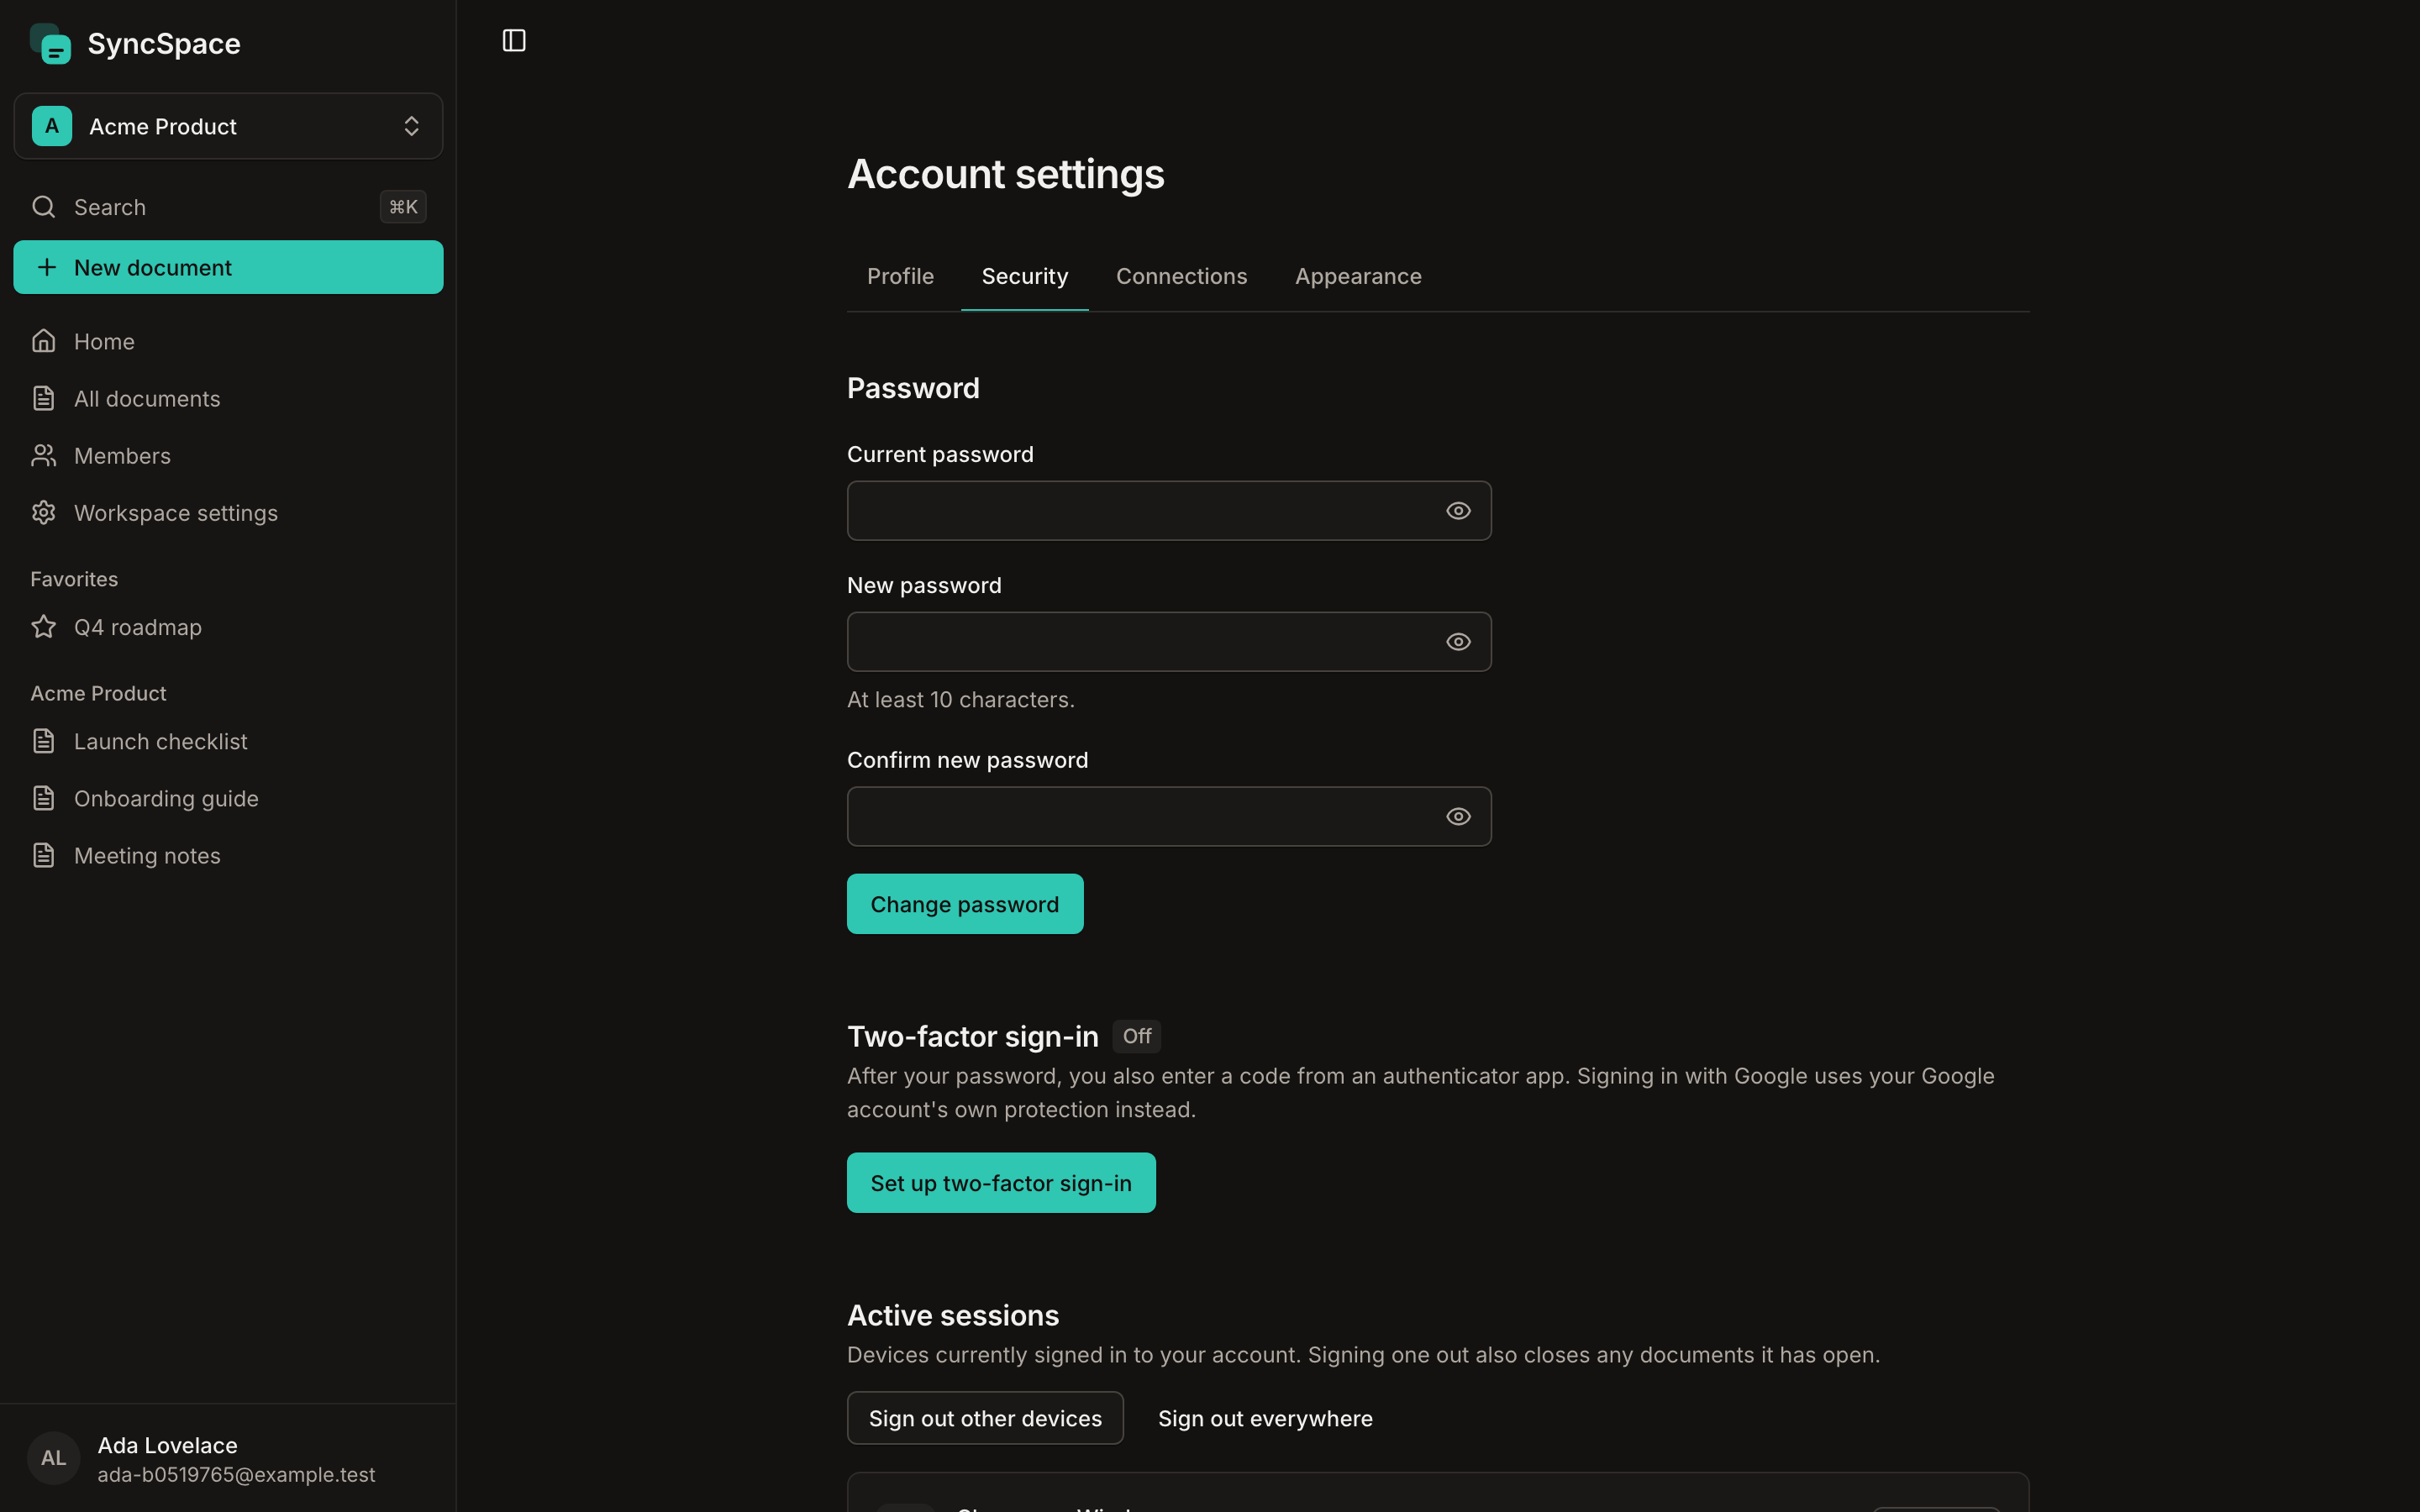 SyncSpace
A
Acme Product
Search
⌘K
New document
Home
All documents
Members
Workspace settings
Favorites
Q4 roadmap
Acme Product
Launch checklist
Onboarding guide
Meeting notes
AL
Ada Lovelace
ada-b0519765@example.test
Account settings
Profile
Security
Connections
Appearance
Password
Current password
New password
At least 10 characters.
Confirm new password
Change password
Two-factor sign-in
Off
After your password, you also enter a code from an authenticator app. Signing in with Google uses your Google
account's own protection instead.
Set up two-factor sign-in
Active sessions
Devices currently signed in to your account. Signing one out also closes any documents it has open.
Sign out other devices
Sign out everywhere